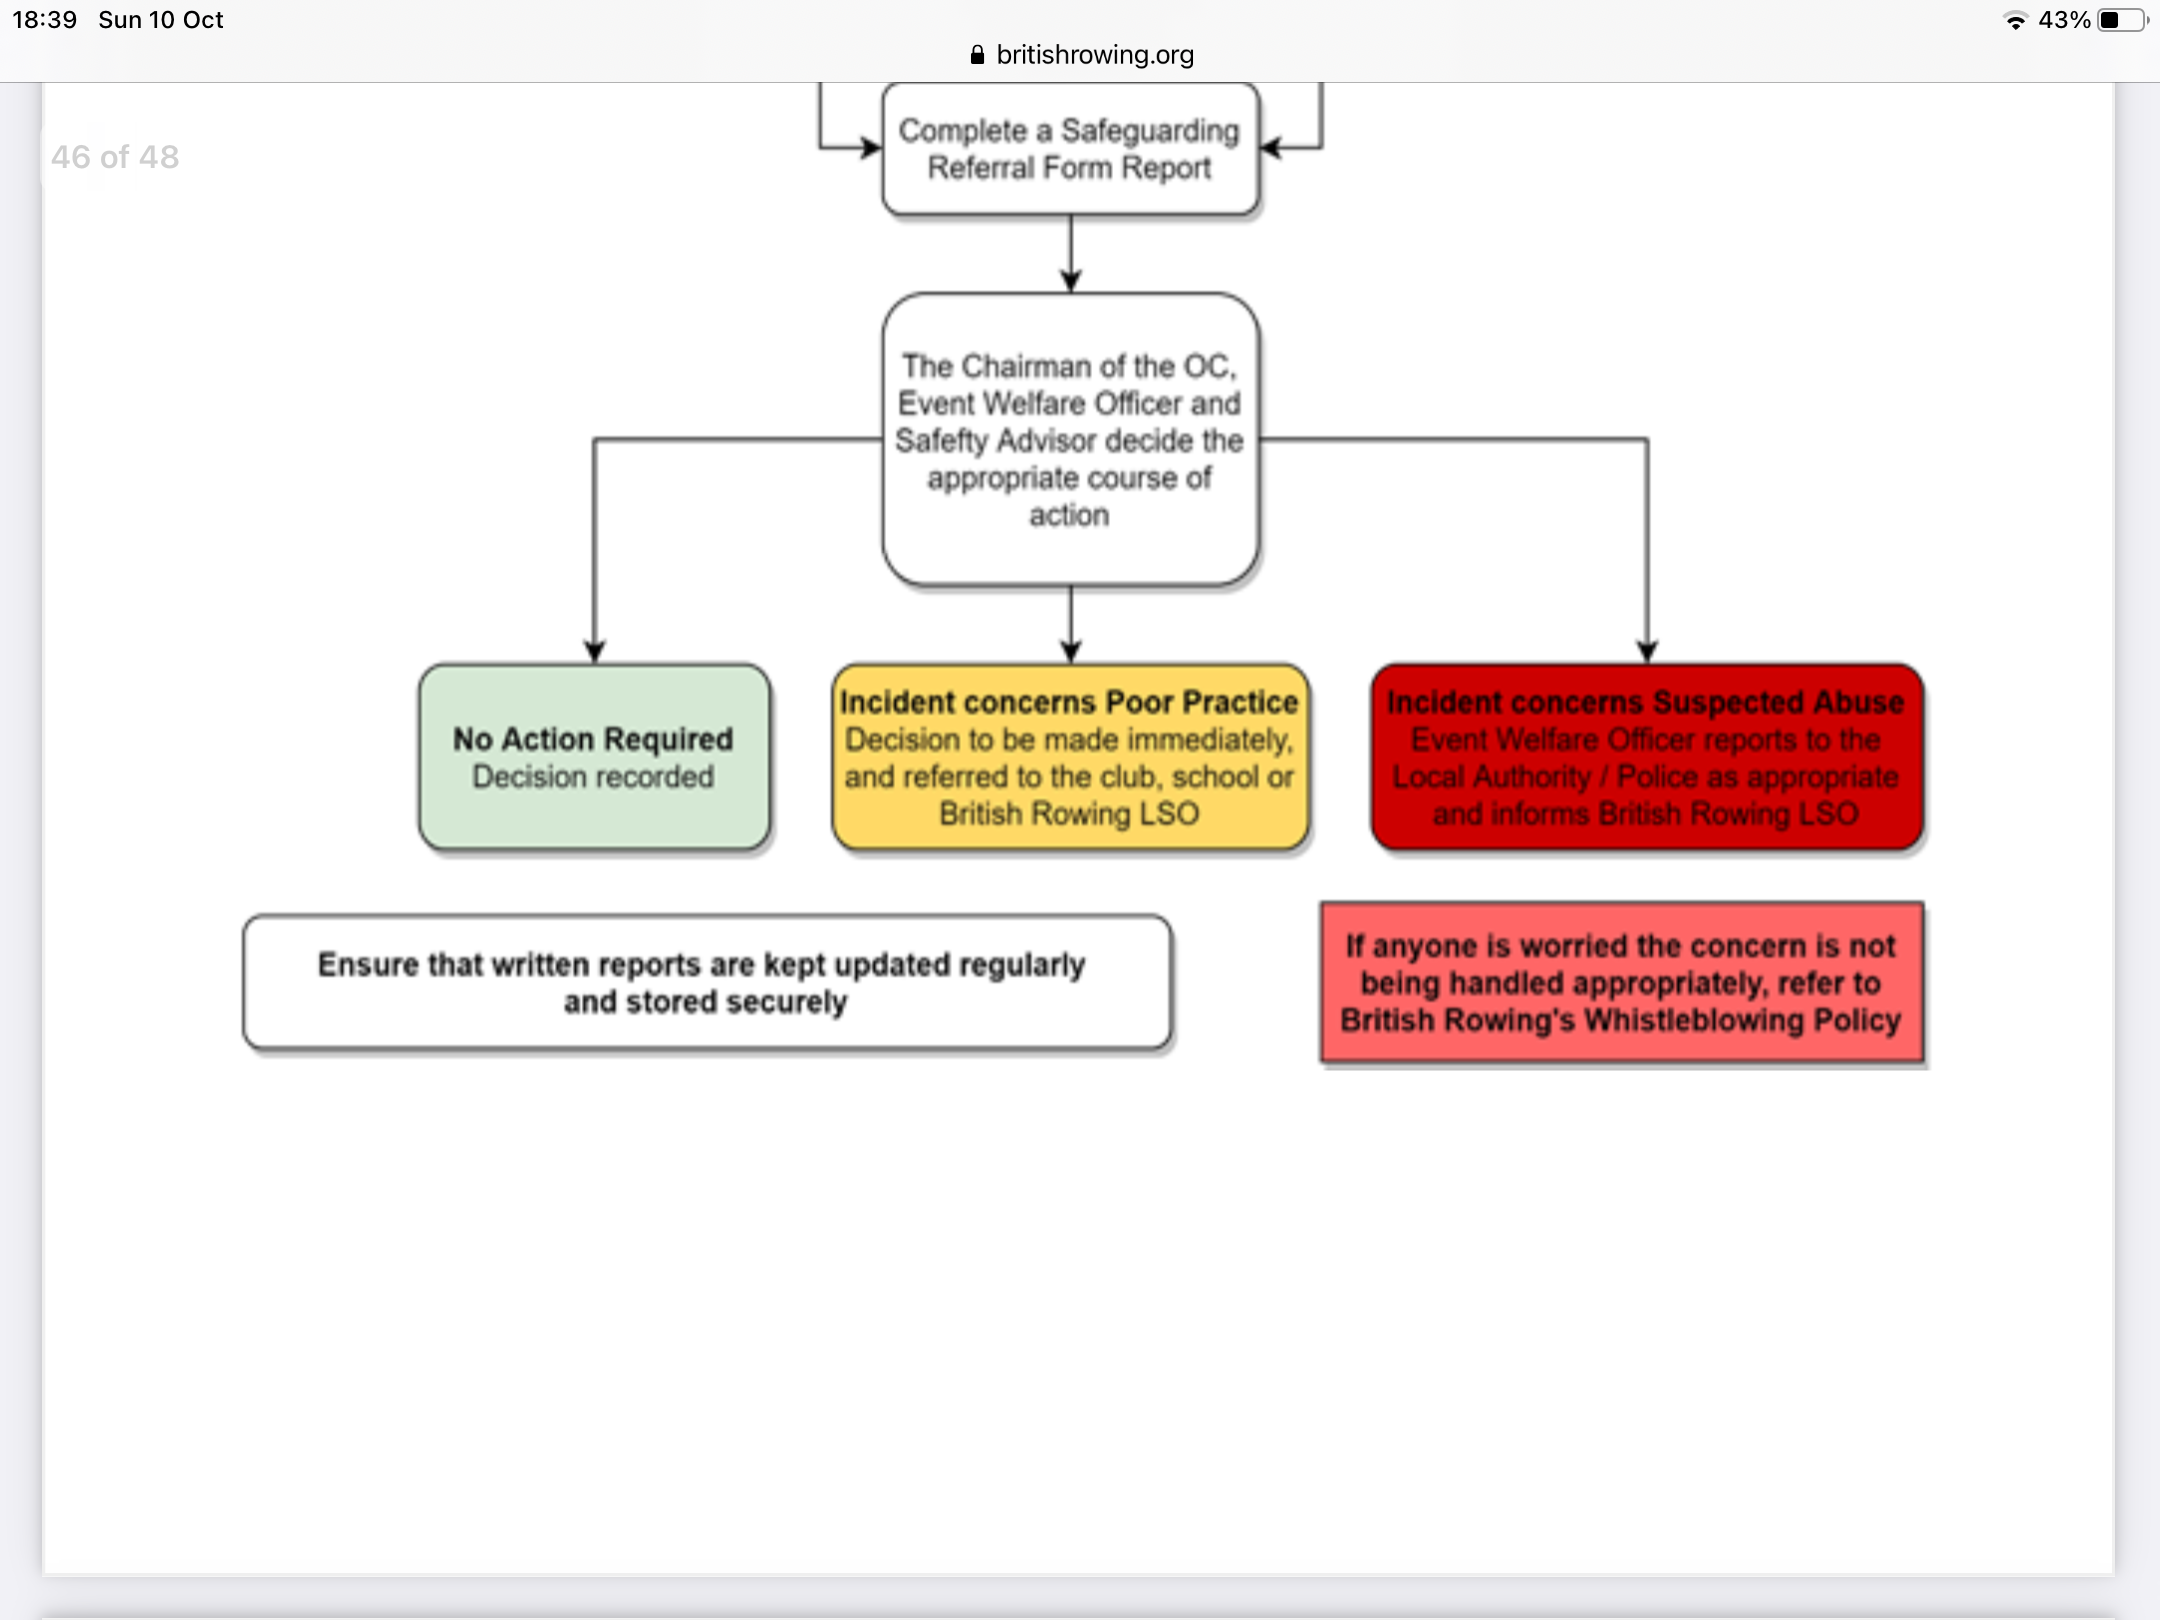 18:39 Sun 10 Oct
43%
britishrowing.org
46 of 48
Complete a Safeguarding
Referral Form Report
The Chairman of the OC,
Event Welfare Officer and
Safefty Advisor decide the
appropriate course of
action
No Action Required
Decision recorded
Incident concerns Poor Practice
Decision to be made immediately,
and referred to the club, school or
British Rowing LSO
Incident concerns Suspected Abuse
Event Welfare Officer reports to the
Local Authority / Police as appropriate
and informs British Rowing LSO
Ensure that written reports are kept updated regularly
and stored securely
If anyone is worried the concern is not
being handled appropriately, refer to
British Rowing's Whistleblowing Policy